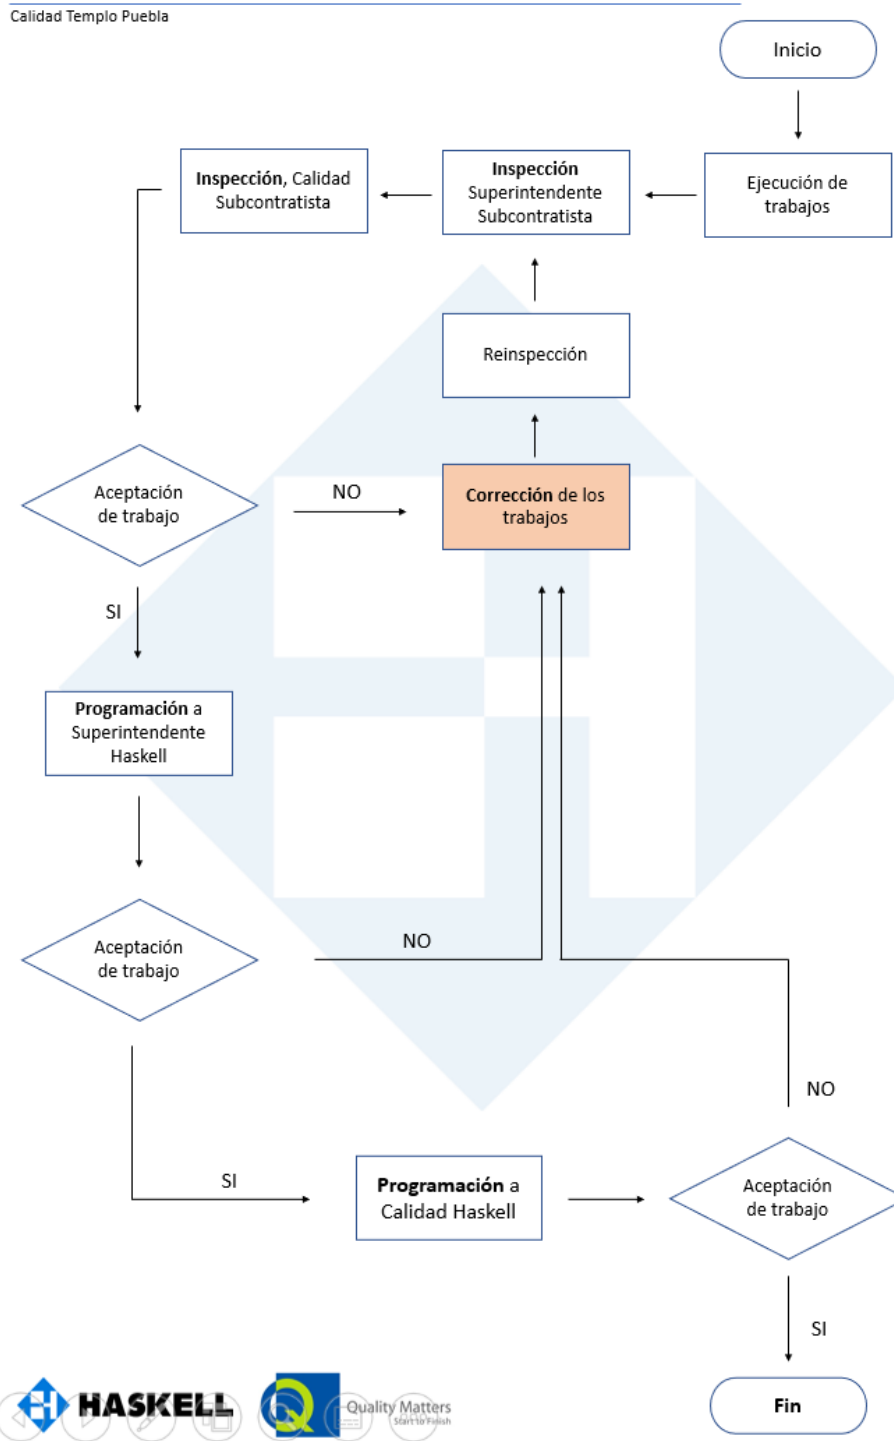 Calidad Templo Puebla
Inicio
Ejecución de
trabajos
Inspección
Superintendente
Subcontratista
Inspección, Calidad
Subcontratista
Reinspección
Aceptación
de trabajo
NO
Corrección de los
trabajos
SI
Programación a
Superintendente
Haskell
Aceptación
de trabajo
NO
SI
Programación a
Calidad Haskell
Aceptación
de trabajo
NO
SI
Fin
HASKELL
Quality Matters
Start to Finish